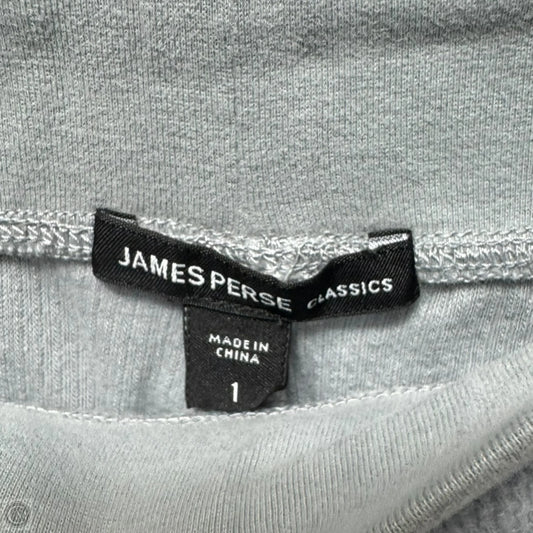 JAMES PERSE CLASSICS
MADE IN
CHINA
1